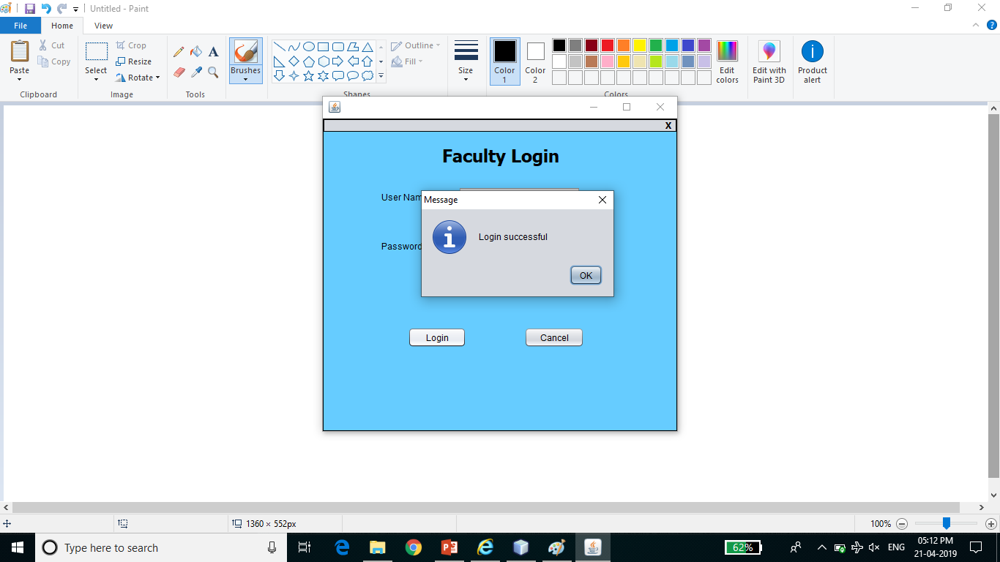 Untitled - Paint
File Home View
Paste
Cut
Copy
Clipboard
Select
Crop
Resize
Rotate
Image
A
Tools
Brushes
Shapes
Outline
Fill
Size
Color 1
Color 2
Colors
Edit colors
Edit with Paint 3D
Product alert
X
Faculty Login
User Nam
Message
Login successful
Password
OK
Login Cancel
1360 × 552px
100%
Type here to search
62%
ENG
05:12 PM
21-04-2019